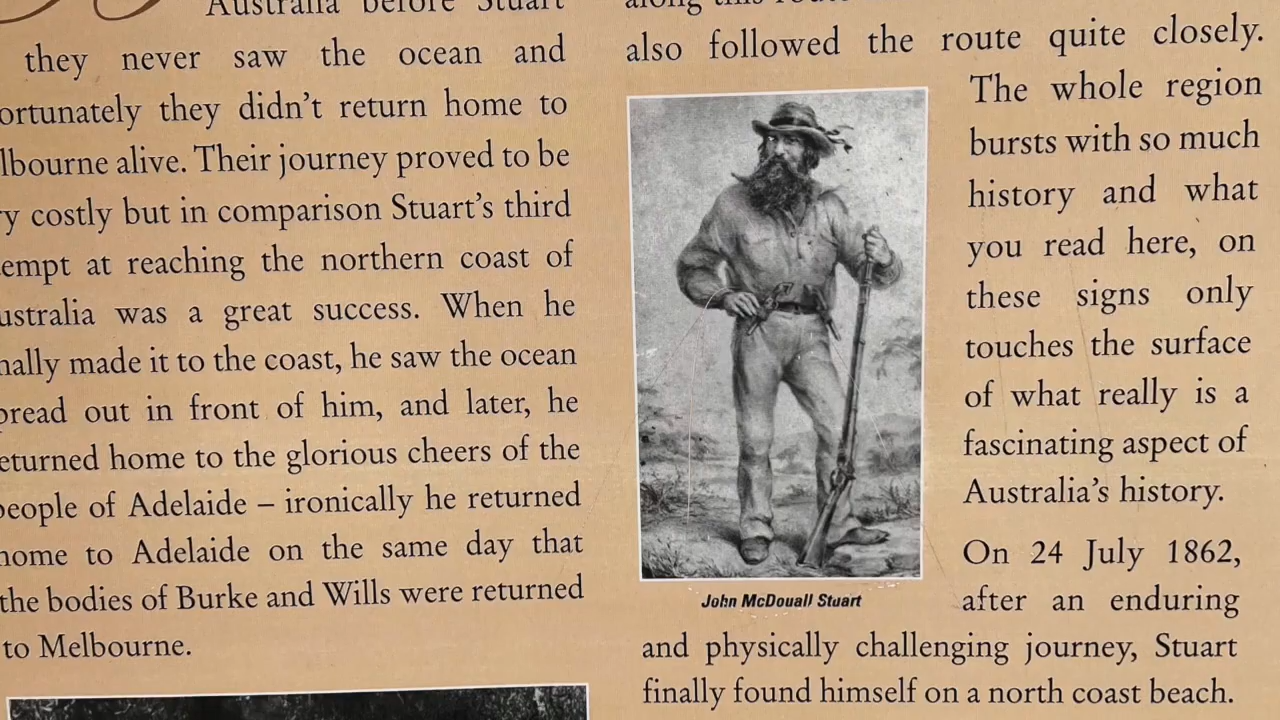 Australia before Stuart
they never saw the ocean and
ortunately they didn't return home to
lbourne alive. Their journey proved to be
ry costly but in comparison Stuart's third
empt at reaching the northern coast of
ustralia was a great success. When he
nally made it to the coast, he saw the ocean
pread out in front of him, and later, he
eturned home to the glorious cheers of the
people of Adelaide – ironically he returned
home to Adelaide on the same day that
the bodies of Burke and Wills were returned
to Melbourne.
along this route
also followed the route quite closely.
The whole region
bursts with so much
history and what
you read here, on
these signs only
touches the surface
of what really is a
fascinating aspect of
Australia's history.
John McDouall Stuart
On 24 July 1862,
after an enduring
and physically challenging journey, Stuart
finally found himself on a north coast beach.